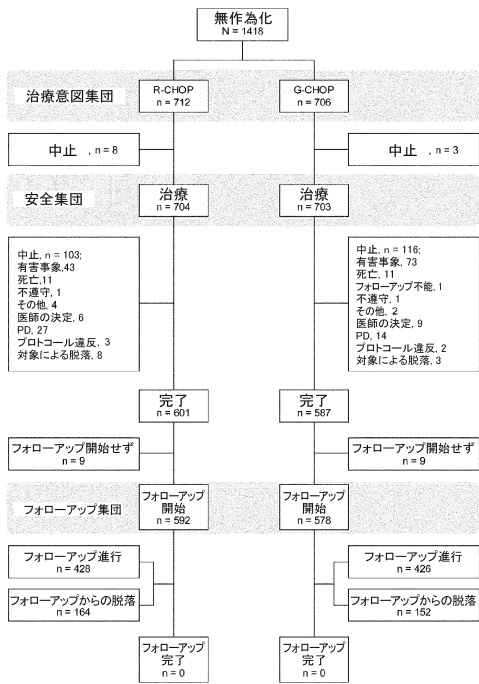 無作為化
N = 1418
治療意図集団
R-CHOP
n = 712
G-CHOP
n = 706
中止 , n = 8
中止 , n = 3
安全集団
治療
n = 704
治療
n = 703
中止, n = 103;
有害事象,43
死亡,11
不遵守, 1
その他, 4
医師の決定, 6
PD, 27
プロトコール違反, 3
対象による脱落, 8
中止, n = 116;
有害事象, 73
死亡, 11
フォローアップ不能, 1
不遵守, 1
その他, 2
医師の決定, 9
PD, 14
プロトコール違反, 2
対象による脱落, 3
完了
n = 601
完了
n = 587
フォローアップ開始せず
n = 9
フォローアップ開始せず
n = 9
フォローアップ集団
フォローアップ
開始
n = 592
フォローアップ
開始
n = 578
フォローアップ進行
n = 428
フォローアップ進行
n = 426
フォローアップからの脱落
n = 164
フォローアップからの脱落
n = 152
フォローアップ
完了
n = 0
フォローアップ
完了
n = 0